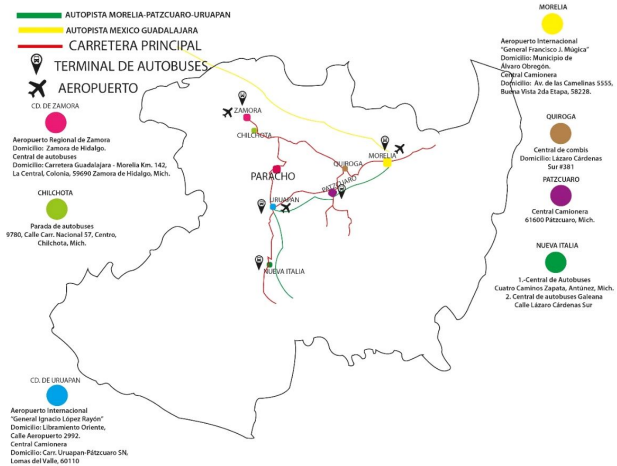 AUTOPISTA MORELIA-PATZCUARO-URUAPAN
AUTOPISTA MEXICO GUADALAJARA
CARRETERA PRINCIPAL
TERMINAL DE AUTOBUSES
AEROPUERTO
CD. DE ZAMORA
Aeropuerto Regional de Zamora
Domicilio: Zamora de Hidalgo.
Central de autobuses
Domicilio: Carretera Guadalajara - Morelia Km. 142,
La Central, Colonia, 59690 Zamora de Hidalgo, Mich.
CHILCHOTA
Parada de autobuses
9780, Calle Carr. Nacional 57, Centro,
Chilchota, Mich.
CD. DE URUAPAN
Aeropuerto Internacional
"General Ignacio López Rayón"
Domicilio: Libramiento Oriente,
Calle Aeropuerto 2992.
Central Camionera
Domicilio: Carr. Uruapan-Pátzcuaro SN,
Lomas del Valle, 60110
ZAMORA
CHILCHOTA
PARACHO
QUIROGA
MORELIA
PATZCUARO
URUAPAN
NUEVA ITALIA
MORELIA
Aeropuerto Internacional
"General Francisco J. Múgica"
Domicilio: Municipio de
Álvaro Obregón.
Central Camionera
Domicilio: Av. de las Camelinas 5555,
Buena Vista 2da Etapa, 58228.
QUIROGA
Central de combis
Domicilio: Lázaro Cárdenas
Sur #381
PATZCUARO
Central Camionera
61600 Pátzcuaro, Mich.
NUEVA ITALIA
1.-Central de Autobuses
Cuatro Caminos Zapata, Antúnez, Mich.
2. Central de autobuses Galeana
Calle Lázaro Cárdenas Sur